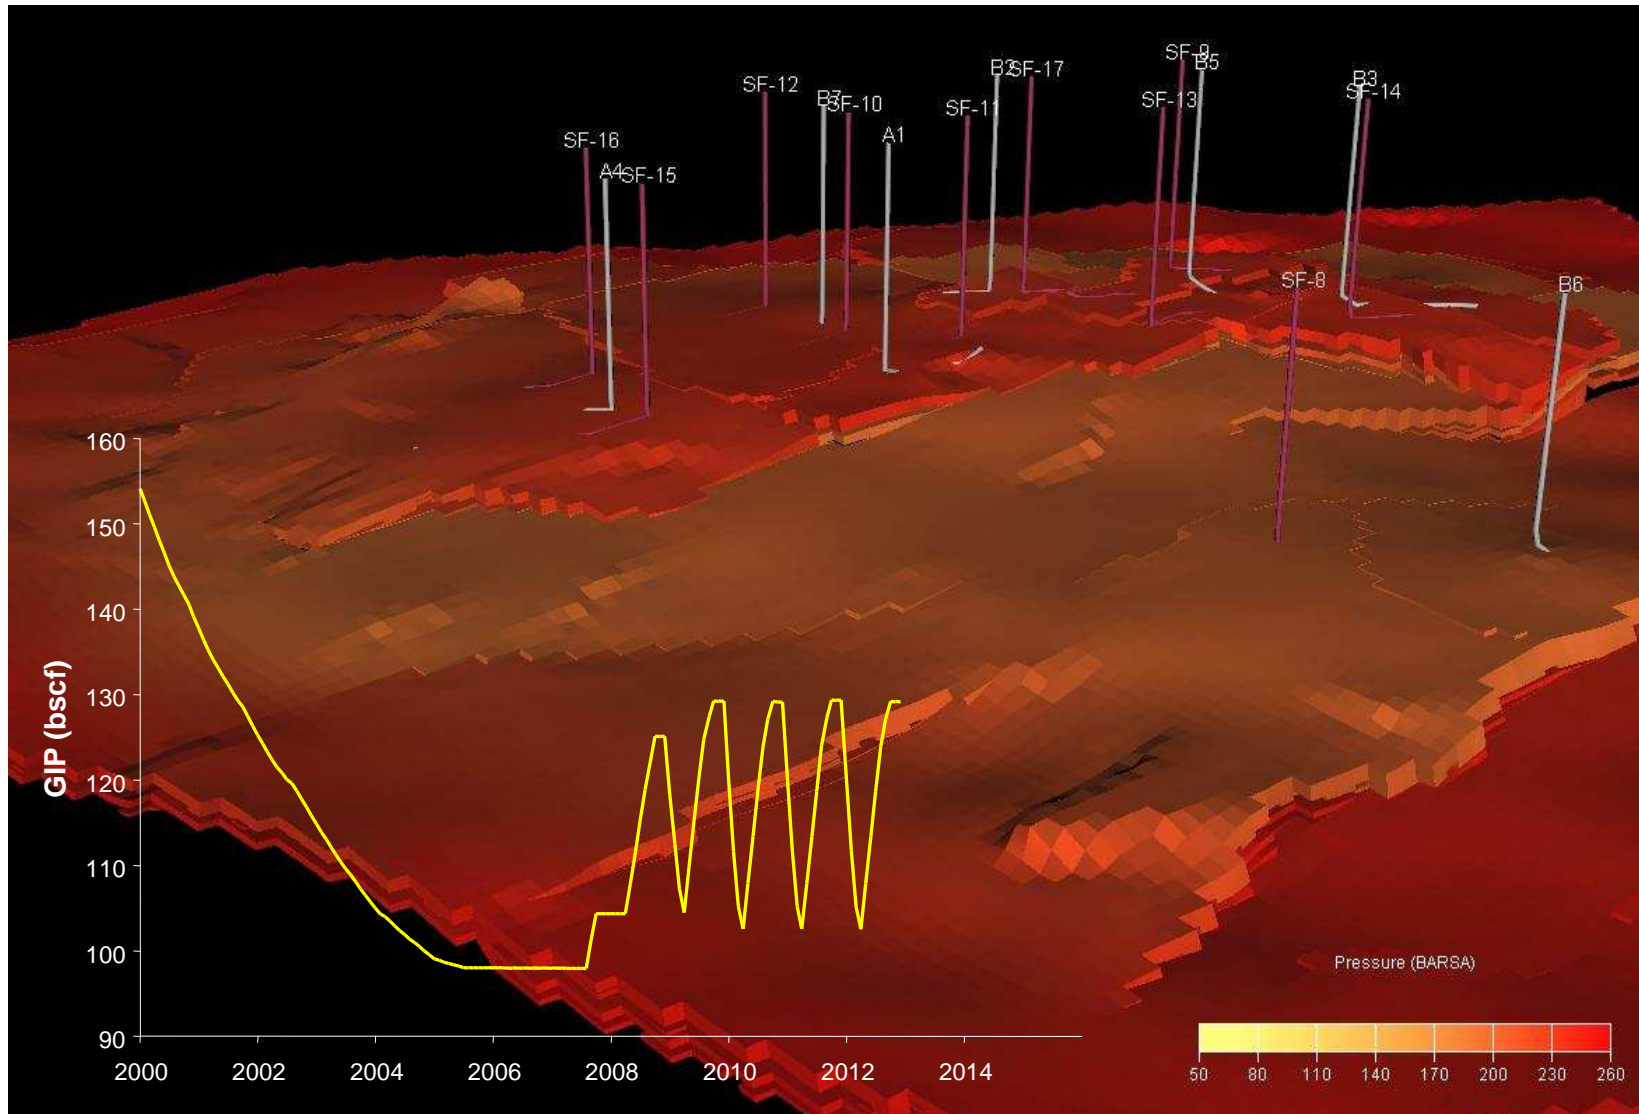 SF-9
B5
B2
SF-17
B3
SF-14
SF-12
B7
SF-10
SF-11
SF-13
SF-16
A1
A4
SF-15
SF-8
B6
160
150
140
130
120
110
100
90
GIP (bscf)
2000 2002 2004 2006 2008 2010 2012 2014
Pressure (BARSA)
50 80 110 140 170 200 230 260